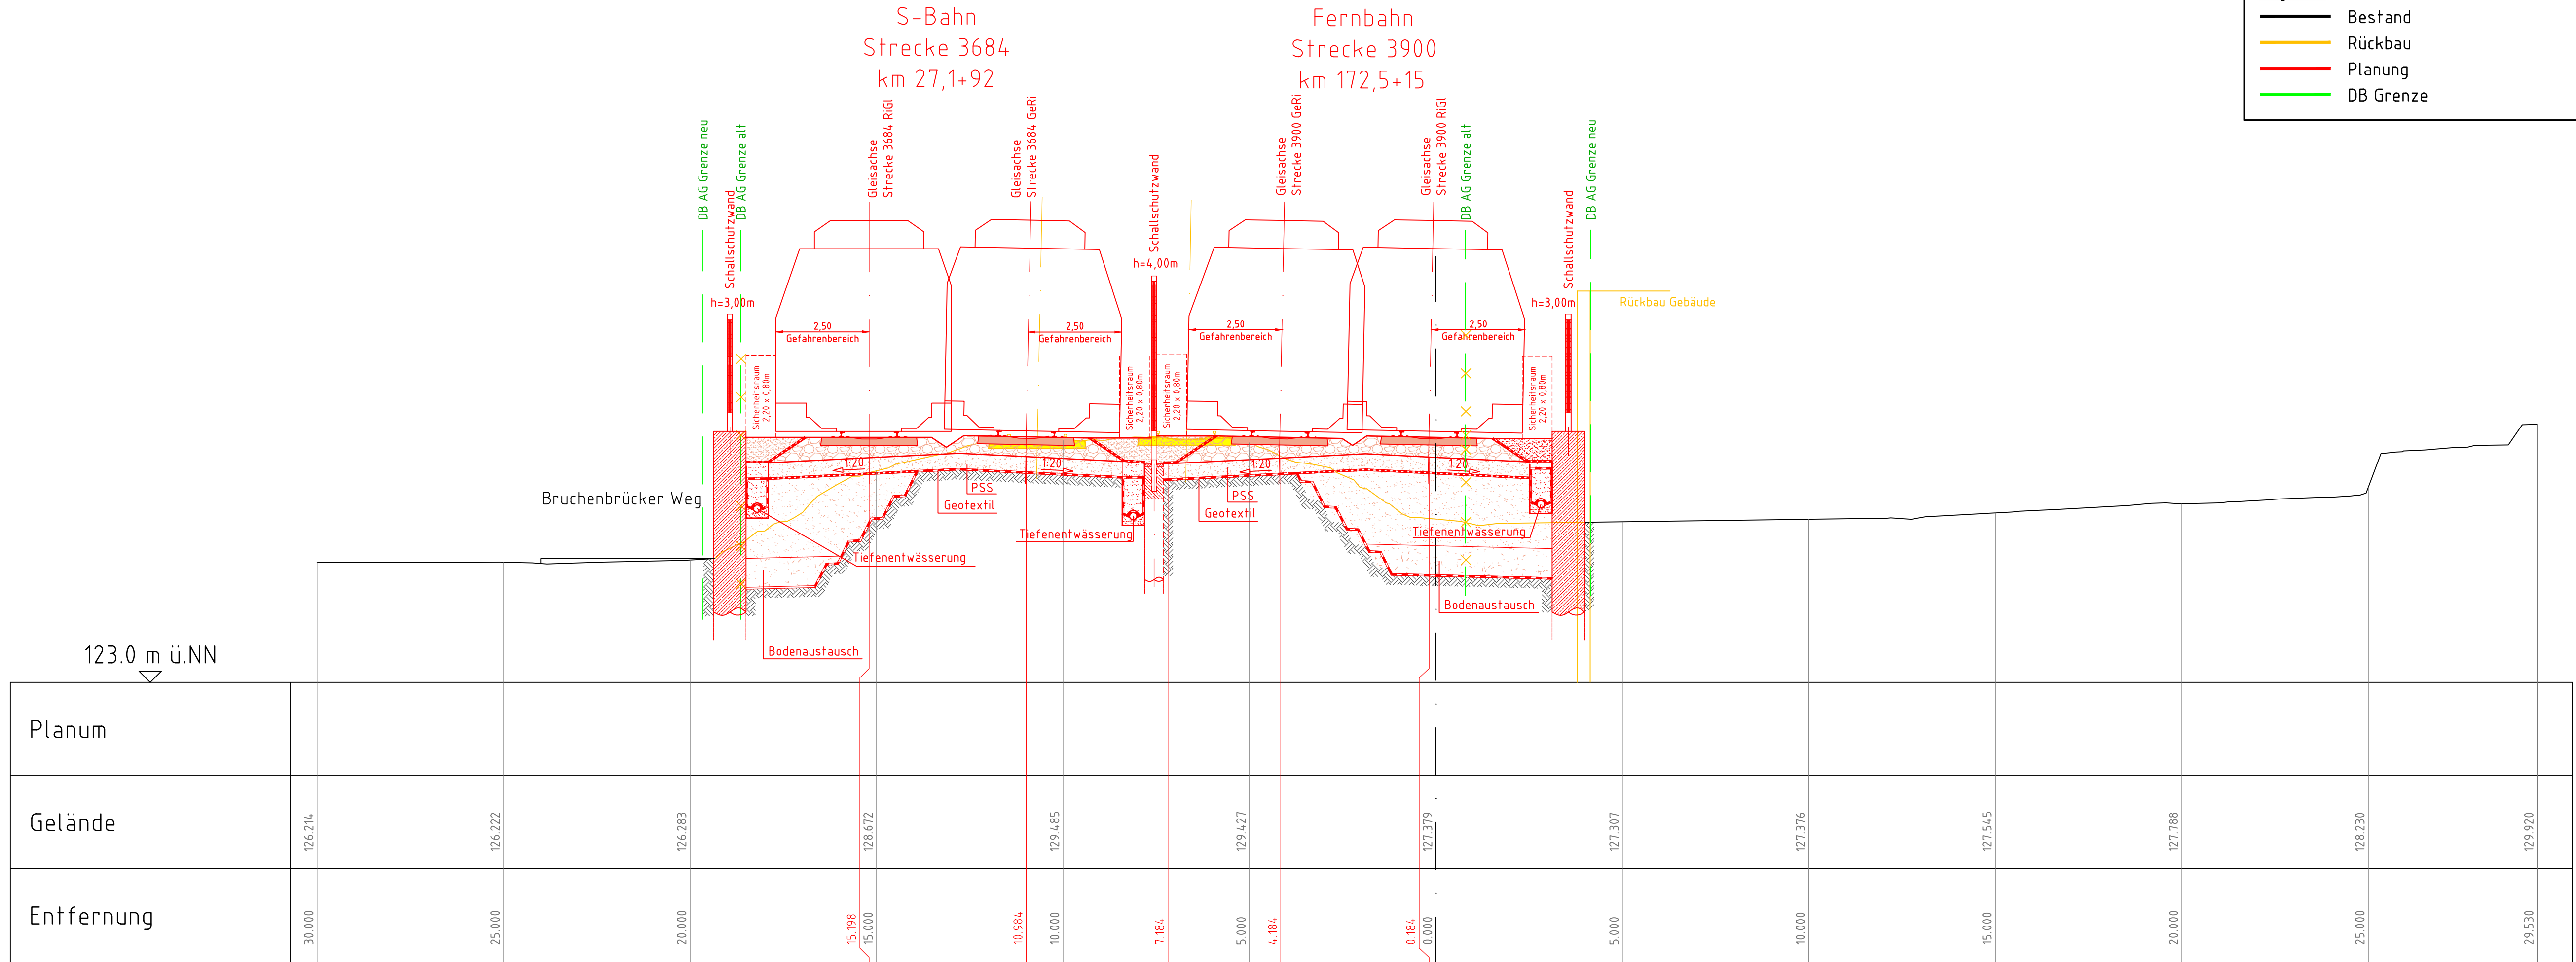 S-Bahn
Strecke 3684
km 27,1+92
Fernbahn
Strecke 3900
km 172,5+15
Bestand
Rückbau
Planung
DB Grenze
DB AG Grenze neu
DB AG Grenze alt
Schallschutzwand
h=3,00m
Gleisachse
Strecke 3684 RiGl
Gleisachse
Strecke 3684 GeRi
Schallschutzwand
h=4,00m
Gleisachse
Strecke 3900 GeRi
Gleisachse
Strecke 3900 RiGl
DB AG Grenze alt
Schallschutzwand
h=3,00m
DB AG Grenze neu
Rückbau Gebäude
2,50
Gefahrenbereich
2,50
Gefahrenbereich
2,50
Gefahrenbereich
2,50
Gefahrenbereich
Sicherheitsraum
2,20 x 0,80m
Sicherheitsraum
2,20 x 0,80m
Sicherheitsraum
2,20 x 0,80m
Sicherheitsraum
2,20 x 0,80m
1:20
1:20
1:20
1:20
Bruchenbrücker Weg
PSS
Geotextil
PSS
Geotextil
Tiefenentwässerung
Tiefenentwässerung
Tiefenentwässerung
Bodenaustausch
Bodenaustausch
123.0 m ü.NN
Planum
Gelände
126.214
126.222
126.283
128.672
129.485
129.427
127.379
127.307
127.376
127.545
127.788
128.230
129.920
Entfernung
30.000
25.000
20.000
15.198
15.000
10.984
10.000
7.184
5.000
4.184
0.184
0.000
5.000
10.000
15.000
20.000
25.000
29.530